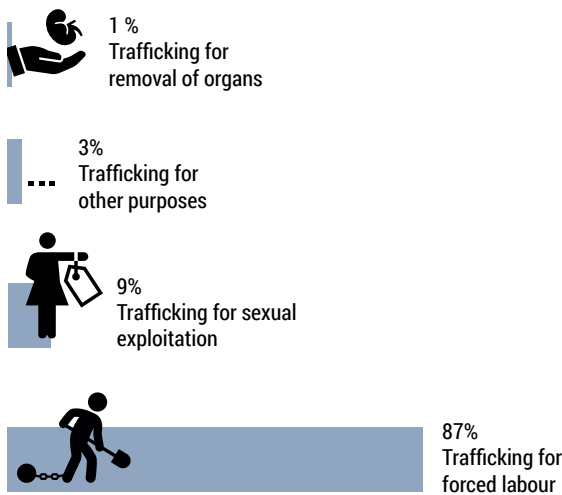 1 %
Trafficking for
removal of organs
3%
Trafficking for
other purposes
9%
Trafficking for sexual
exploitation
87%
Trafficking for
forced labour